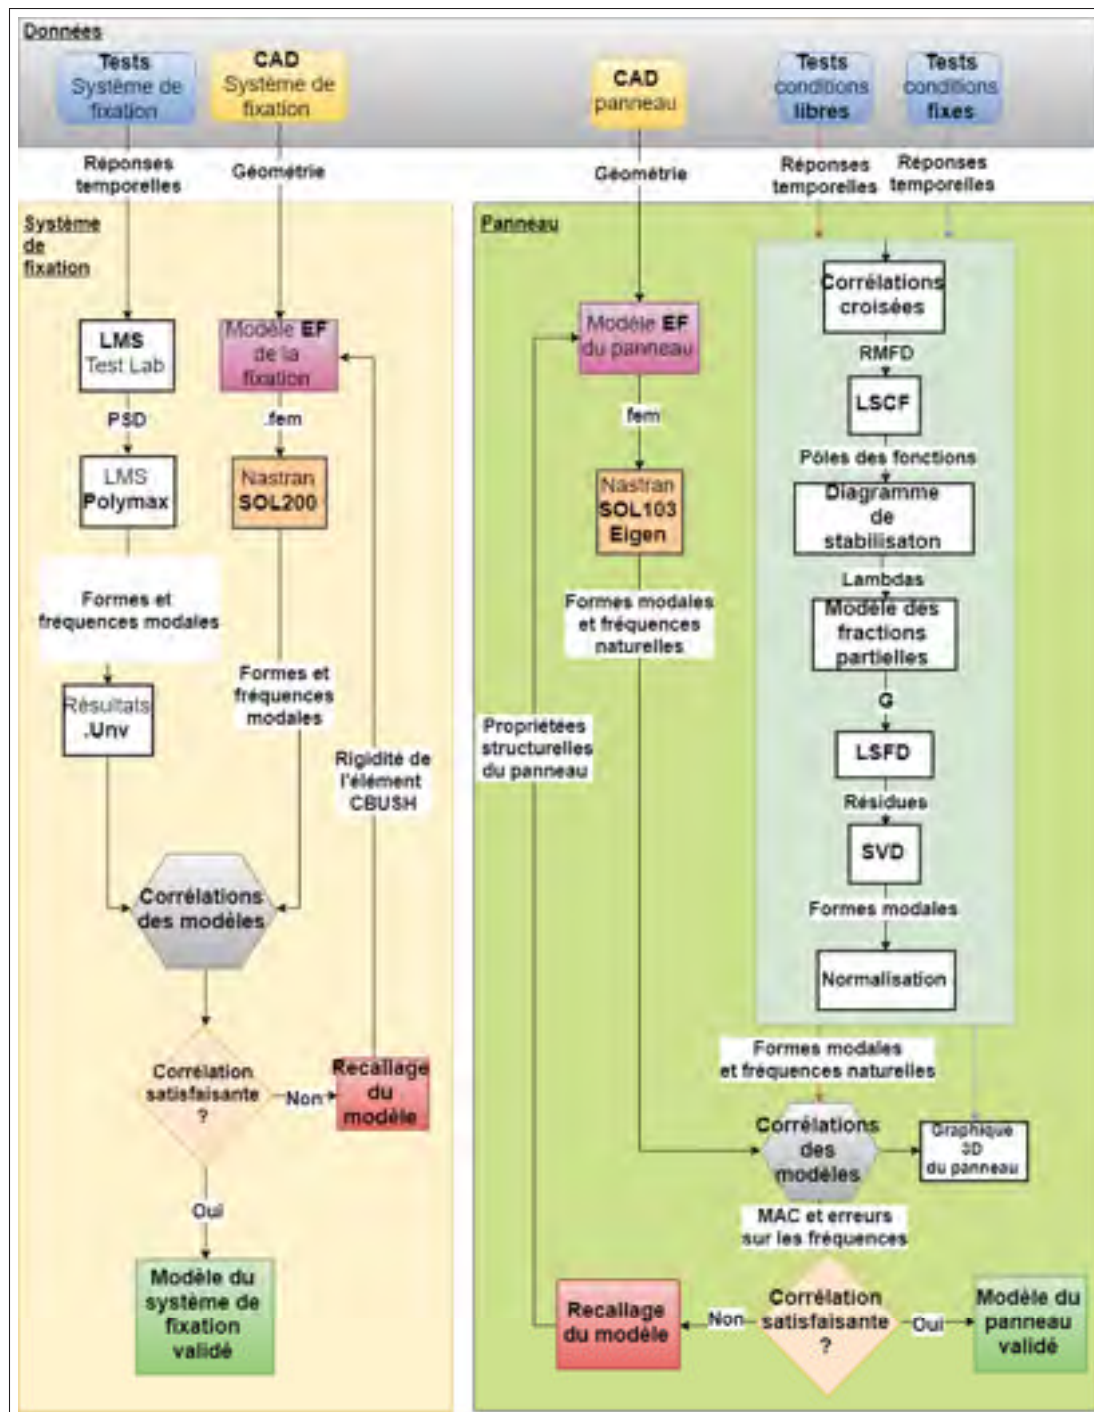 Données
Tests
Système de
fixation
CAD
Système de
fixation
CAD
panneau
Tests
conditions
libres
Tests
conditions
fixes
Réponses
temporelles
Géométrie
Géométrie
Réponses
temporelles
Réponses
temporelles
Système
de
fixation
LMS
Test Lab
PSD
LMS
Polymax
Formes et
fréquences modales
Résultats
.Unv
Modèle EF
de la
fixation
.fem
Nastran
SOL200
Formes et
fréquences
modales
Rigidité de
l'élément
CBUSH
Corrélations
des modèles
Corrélation
satisfaisante
?
Non
Recallage
du
modèle
Oui
Modèle du
système de
fixation
validé
Panneau
Modèle EF
du panneau
fem
Nastran
SOL103
Eigen
Formes modales
et fréquences
naturelles
Propriétées
structurelles
du panneau
Corrélations
croisées
RMFD
LSCF
Pôles des fonctions
Diagramme
de
stabilisaton
Lambdas
Modèle des
fractions
partielles
G
LSFD
Résidues
SVD
Formes modales
Normalisation
Formes modales
et fréquences naturelles
Corrélations
des
modèles
Graphique
3D
du panneau
MAC et erreurs
sur les fréquences
Corrélation
satisfaisante
?
Non
Recallage
du modèle
Oui
Modèle du
panneau
validé